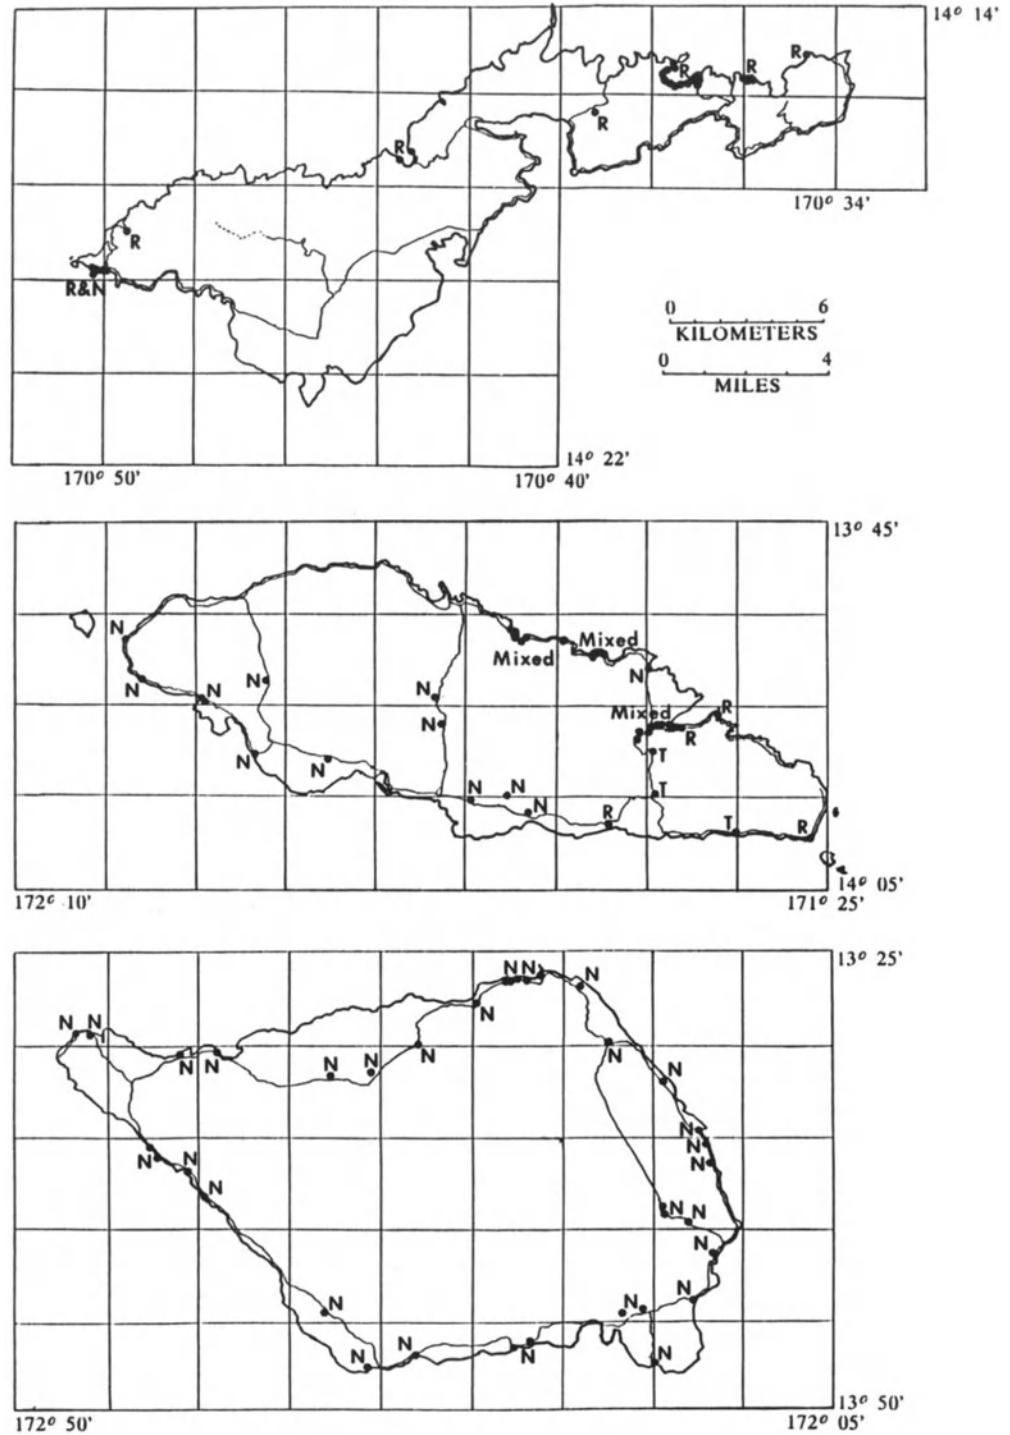 14° 14'
R
R
R
R
R
170° 34'
R
R&N
0 6
KILOMETERS
0 4
MILES
14° 22'
170° 50'
170° 40'
13° 45'
N
Mixed
Mixed
N
N
N
N
N
R
Mixed
N
R
N
T
N
N
N
T
N
R
T
R
14° 05'
172° 10'
171° 25'
13° 25'
N N
N
N
N N
N
N
N
N
N
N
N
N
N
N
N
N
N
N
N N
N
N
N
N
N
N
N
N
13° 50'
172° 50'
172° 05'